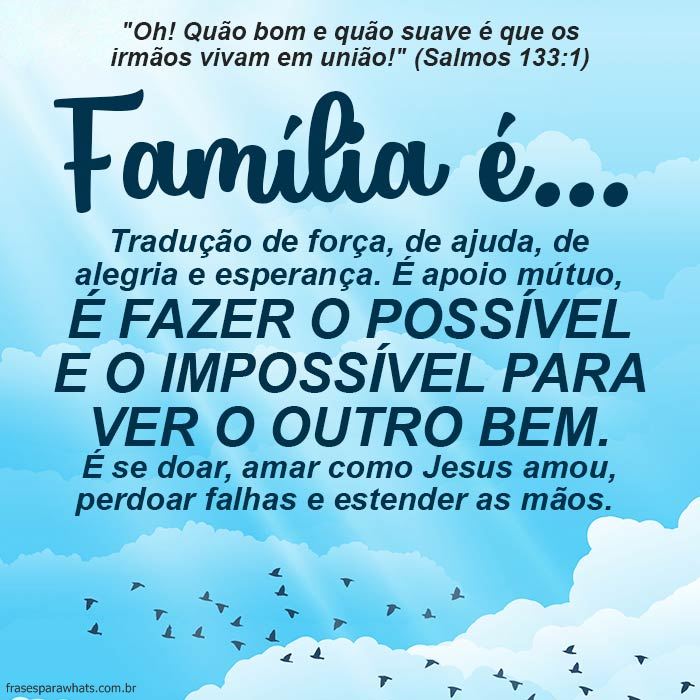 "Oh! Quão bom e quão suave é que os
irmãos vivam em união!" (Salmos 133:1)
Família é...
Tradução de força, de ajuda, de
alegria e esperança. É apoio mútuo,
É FAZER O POSSÍVEL
E O IMPOSSÍVEL PARA
VER O OUTRO BEM.
É se doar, amar como Jesus amou,
perdoar falhas e estender as mãos.
frasesparawhats.com.br